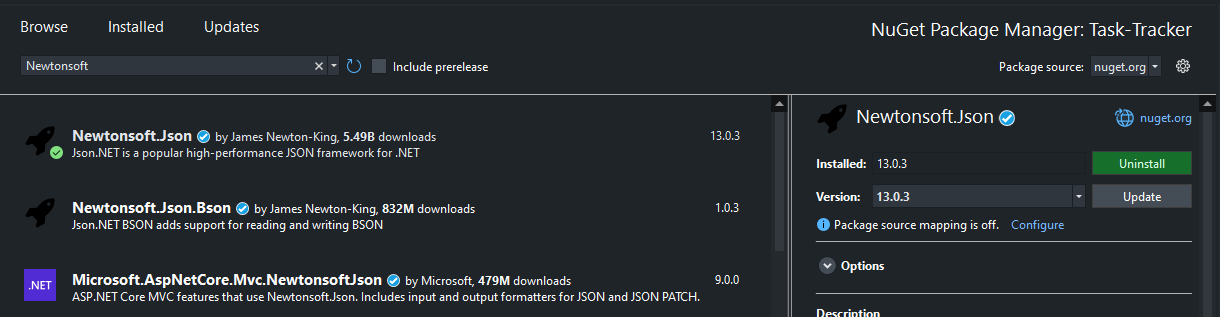 Browse Installed Updates NuGet Package Manager: Task-Tracker
Newtonsoft Include prerelease Package source: nuget.org
Newtonsoft.Json by James Newton-King, 5.49B downloads 13.0.3
Json.NET is a popular high-performance JSON framework for .NET
Newtonsoft.Json.Bson by James Newton-King, 832M downloads 1.0.3
Json.NET BSON adds support for reading and writing BSON
.NET Microsoft.AspNetCore.Mvc.NewtonsoftJson by Microsoft, 479M downloads 9.0.0
ASP.NET Core MVC features that use Newtonsoft.Json. Includes input and output formatters for JSON and JSON PATCH.
Newtonsoft.Json nuget.org
Installed: 13.0.3 Uninstall
Version: 13.0.3 Update
Package source mapping is off. Configure
Options
Description